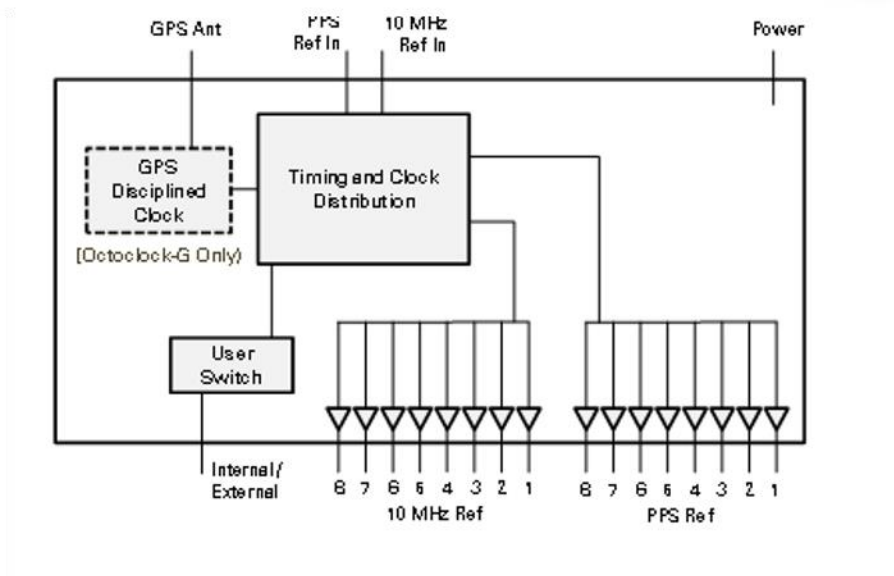 GPS Ant
PPS
Ref In
10 MHz
Ref In
Power
GPS
Disciplined
Clock
[Octoclock-G Only)
Timing and Clock
Distribution
User
Switch
Internal/
External
8 7 6 5 4 3 2 1
10 MHz Ref
8 7 6 5 4 3 2 1
PPS Ref